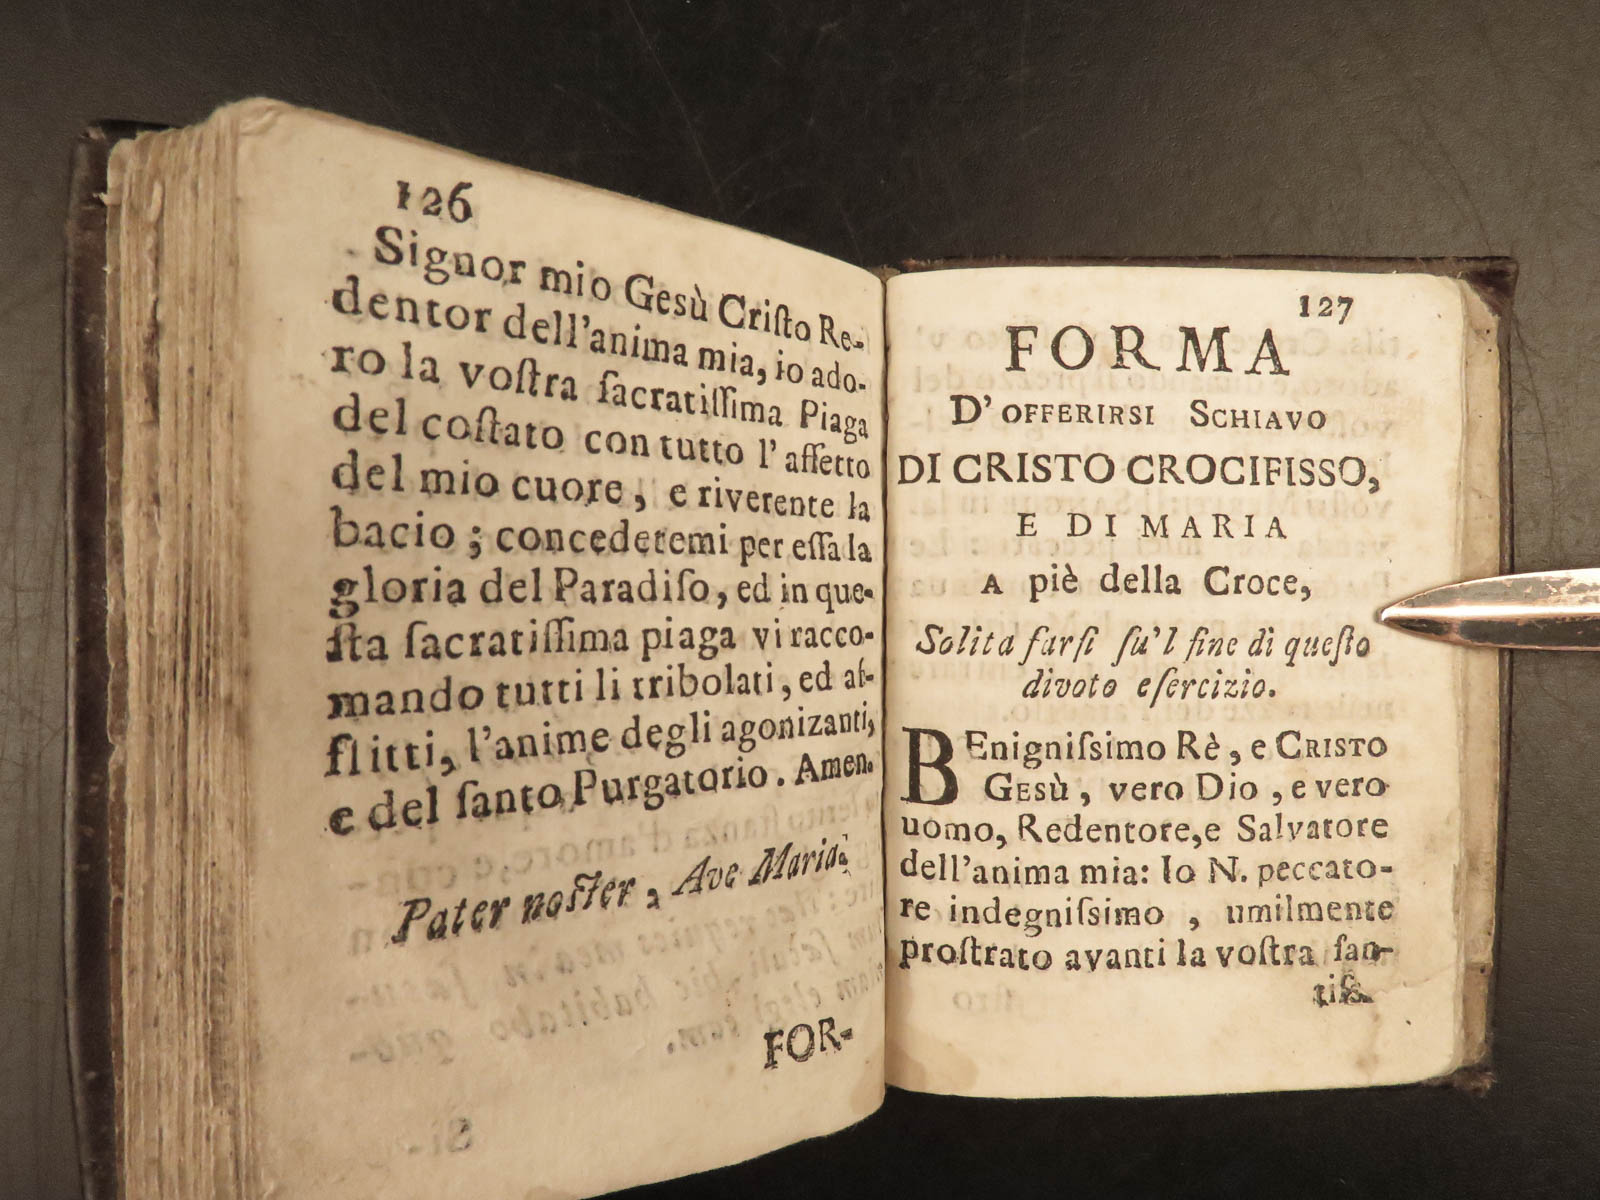 126
Signor mio Gesù Criſto Re-
dentor dell'anima mia, io ado-
ro la voſtra ſacratiſſima Piaga
del coſtato con tutto l'affetto
del mio cuore, e riverente la
bacio; concedetemi per eſſa la
gloria del Paradiſo, ed in que-
ſta ſacratiſſima piaga vi racco-
mando tutti li tribolati, ed af-
flitti, l'anime degli agonizanti,
e del ſanto Purgatorio. Amen.
Pater noſter, Ave Maria.
FOR-
127
FORMA
D'OFFERIRSI SCHIAVO
DI CRISTO CROCIFISSO,
E DI MARIA
A piè della Croce,
Solita farſi ſu'l fine di queſto
divoto eſercizio.
BEnigniſsimo Rè, e CRISTO
GESÙ, vero Dio, e vero
uomo, Redentore, e Salvatore
dell'anima mia: Io N. peccato-
re indegniſsimo, umilmente
proſtrato avanti la voſtra ſan-
tiſs.